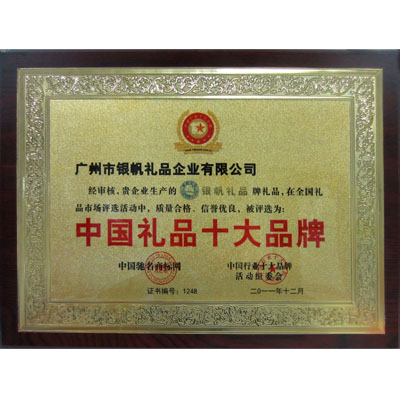 广州市银帆礼品企业有限公司
经审核，贵企业生产的 银帆礼品 牌礼品，在全国礼
品市场评选活动中，质量合格、信誉优良，被评选为：
中国礼品十大品牌
中国驰名商标网
中国行业十大品牌
活动组委会
证书编号：1248
二〇一一年十二月